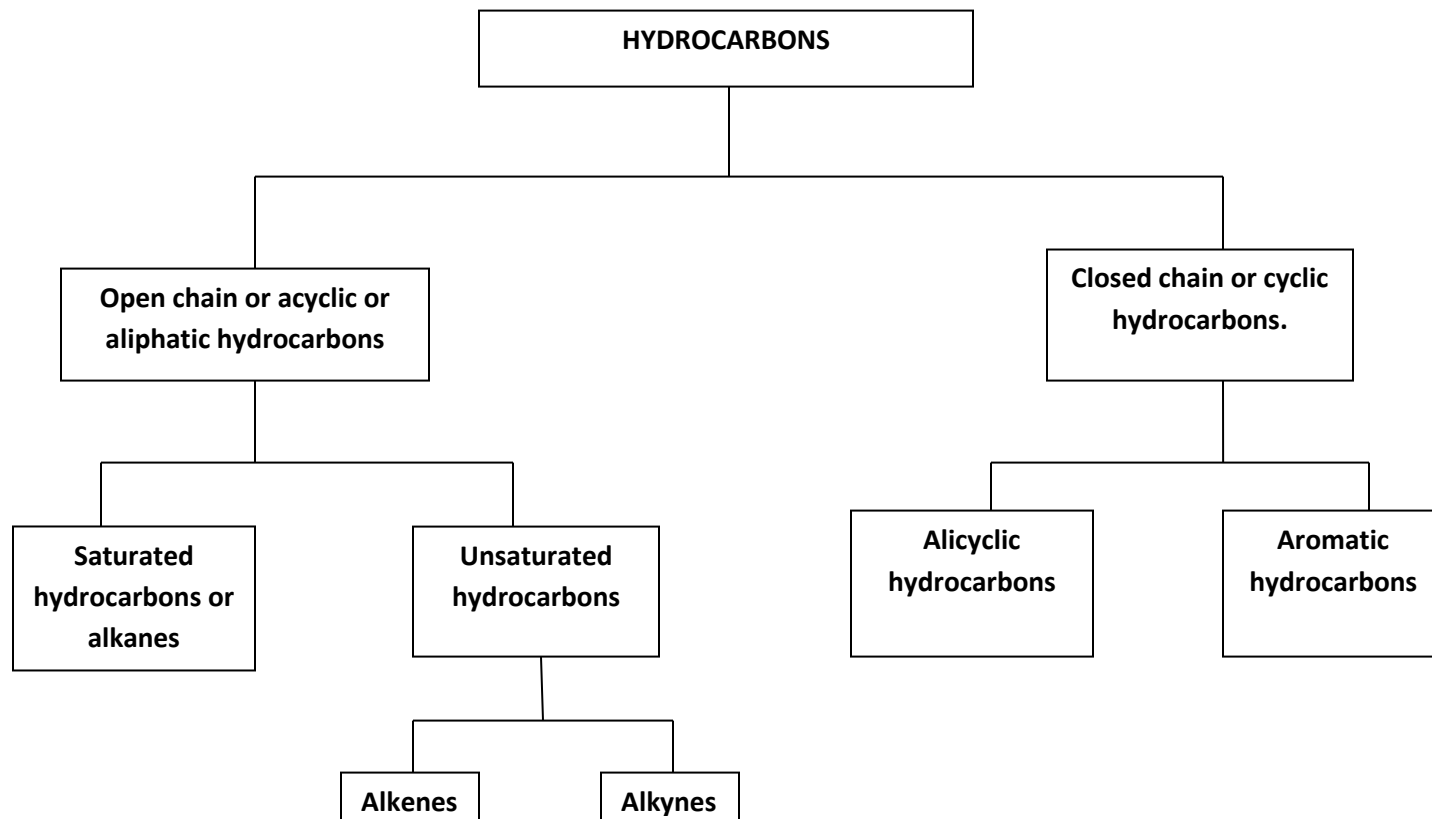 HYDROCARBONS
Open chain or acyclic or
aliphatic hydrocarbons
Closed chain or cyclic
hydrocarbons.
Saturated
hydrocarbons or
alkanes
Unsaturated
hydrocarbons
Alicyclic
hydrocarbons
Aromatic
hydrocarbons
Alkenes
Alkynes